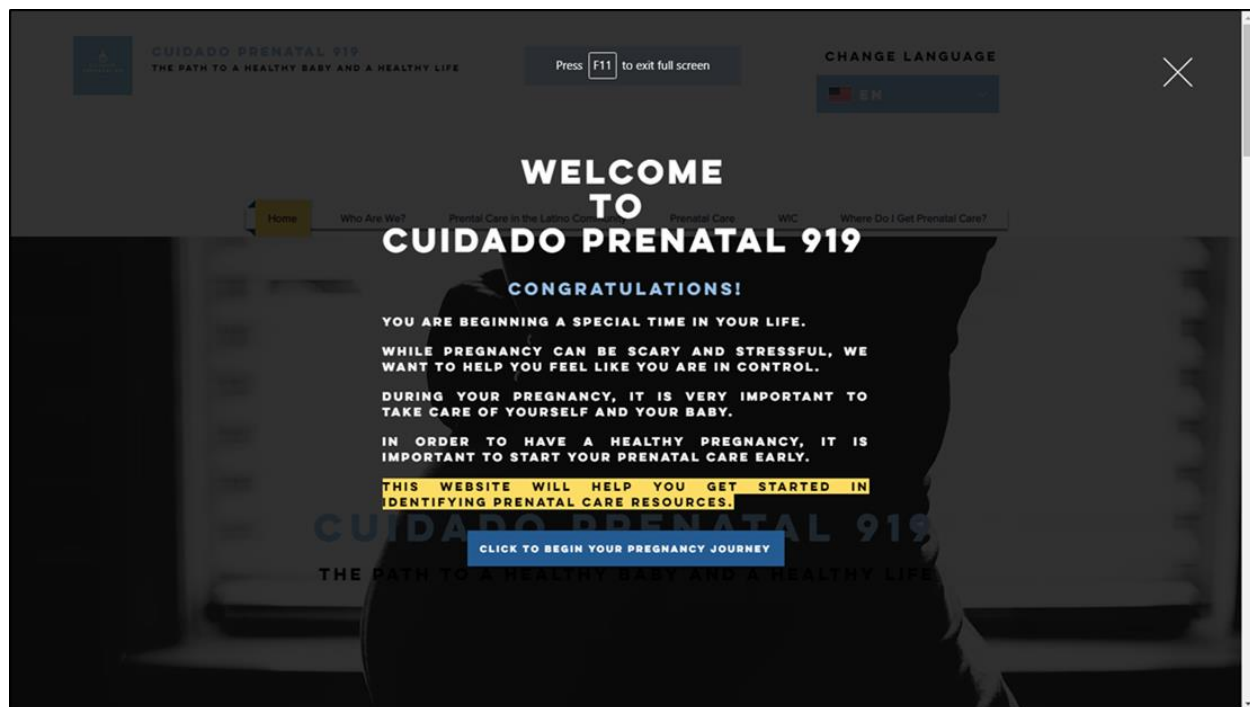 CUIDADO PRENATAL 919
THE PATH TO A HEALTHY BABY AND A HEALTHY LIFE
Press F11 to exit full screen
CHANGE LANGUAGE
EN
WELCOME
TO
CUIDADO PRENATAL 919
Home Who Are We? Prental Care in the Latino Community Prenatal Care WIC Where Do I Get Prenatal Care?
CONGRATULATIONS!
YOU ARE BEGINNING A SPECIAL TIME IN YOUR LIFE.
WHILE PREGNANCY CAN BE SCARY AND STRESSFUL, WE
WANT TO HELP YOU FEEL LIKE YOU ARE IN CONTROL.
DURING YOUR PREGNANCY, IT IS VERY IMPORTANT TO
TAKE CARE OF YOURSELF AND YOUR BABY.
IN ORDER TO HAVE A HEALTHY PREGNANCY, IT IS
IMPORTANT TO START YOUR PRENATAL CARE EARLY.
THIS WEBSITE WILL HELP YOU GET STARTED IN
IDENTIFYING PRENATAL CARE RESOURCES.
CUIDADO PRENATAL 919
CLICK TO BEGIN YOUR PREGNANCY JOURNEY
THE PATH TO A HEALTHY BABY AND A HEALTHY LIFE